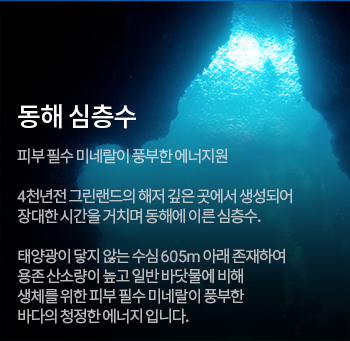 동해 심층수
피부 필수 미네랄이 풍부한 에너지원
4천년전 그린랜드의 해저 깊은 곳에서 생성되어
장대한 시간을 거치며 동해에 이른 심층수.
태양광이 닿지 않는 수심 605m 아래 존재하여
용존 산소량이 높고 일반 바닷물에 비해
생체를 위한 피부 필수 미네랄이 풍부한
바다의 청정한 에너지 입니다.